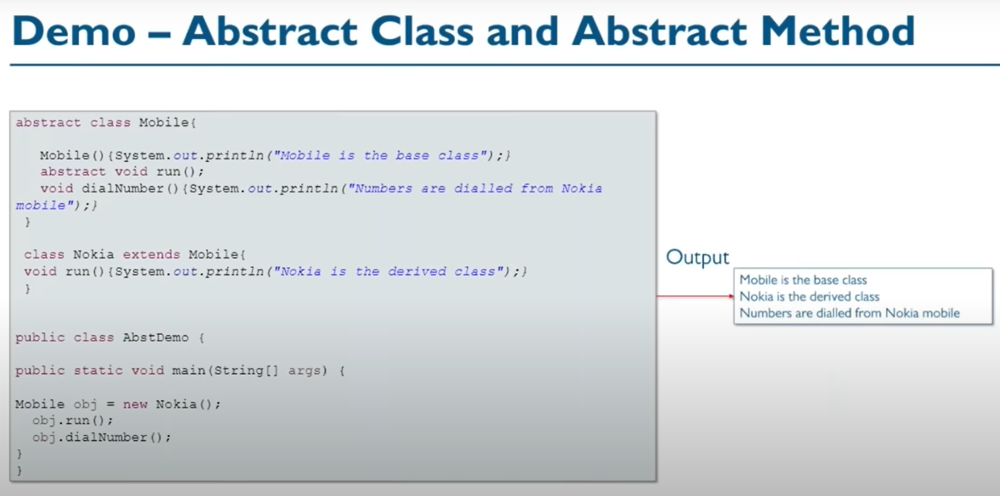 Demo – Abstract Class and Abstract Method
abstract class Mobile{
Mobile(){System.out.println("Mobile is the base class");}
abstract void run();
void dialNumber(){System.out.println("Numbers are dialled from Nokia
mobile");}
}
class Nokia extends Mobile{
void run(){System.out.println("Nokia is the derived class");}
}
public class AbstDemo {
public static void main(String[] args) {
Mobile obj = new Nokia();
obj.run();
obj.dialNumber();
}
}
Output
Mobile is the base class
Nokia is the derived class
Numbers are dialled from Nokia mobile